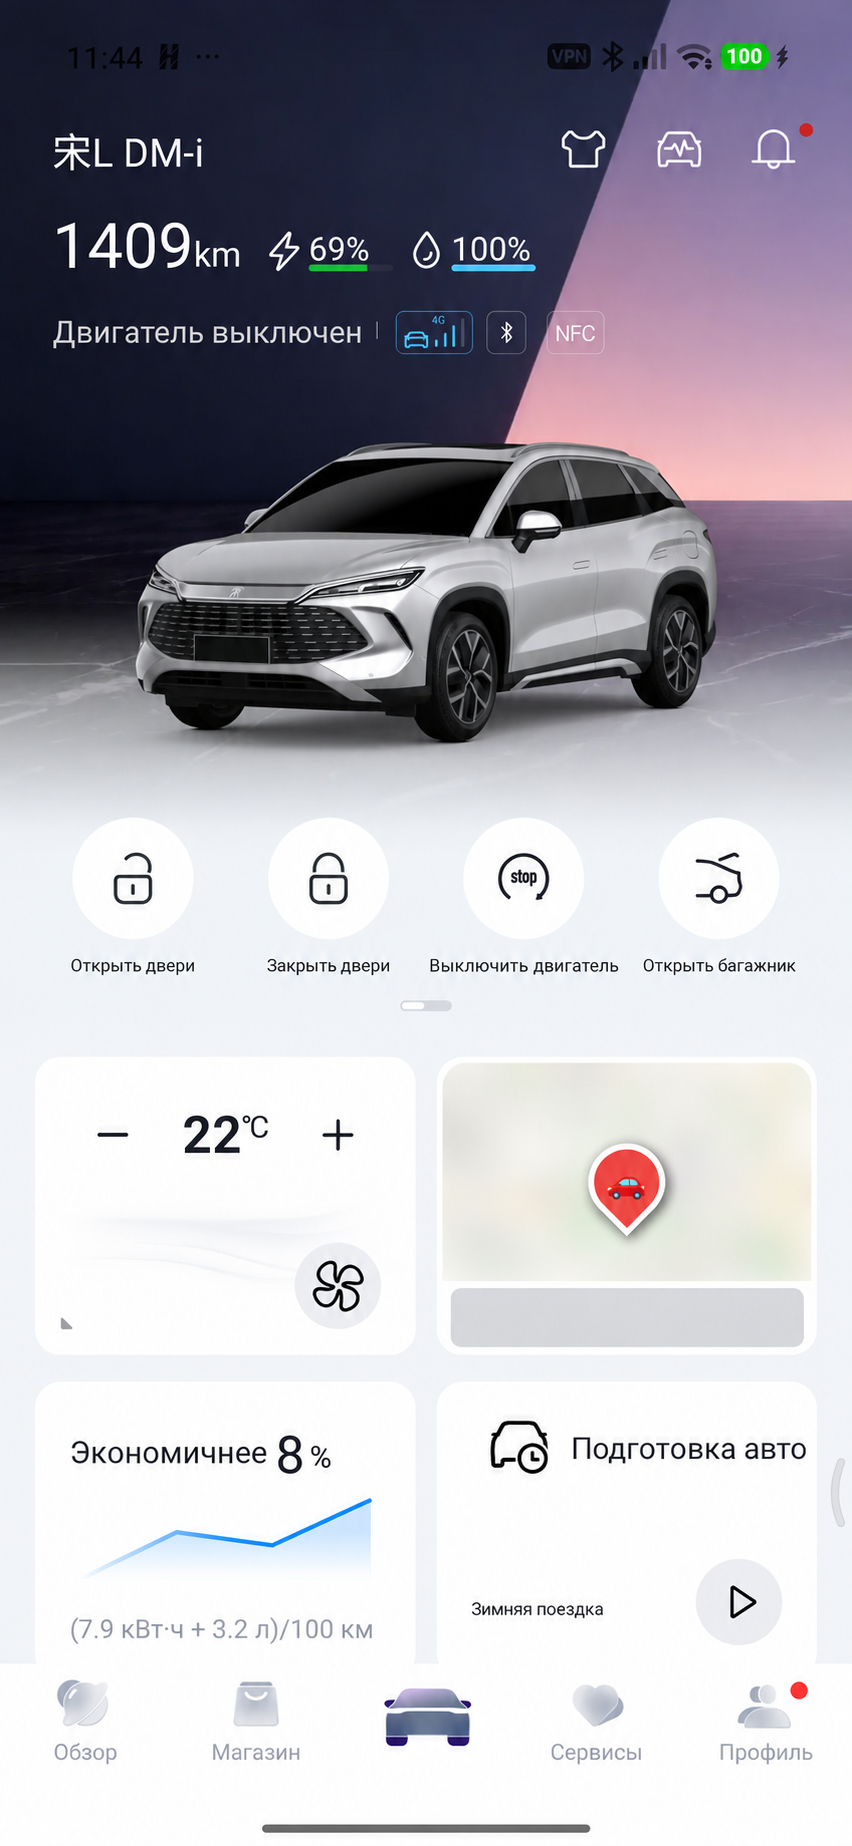 11:44 ... VPN 100
宋L DM-i
1409km 69% 100%
Двигатель выключен 4G NFC
stop
Открыть двери Закрыть двери Выключить двигатель Открыть багажник
22°C
Экономичнее 8 %
Подготовка авто
Зимняя поездка
(7.9 кВт·ч + 3.2 л)/100 км
Обзор Магазин Сервисы Профиль